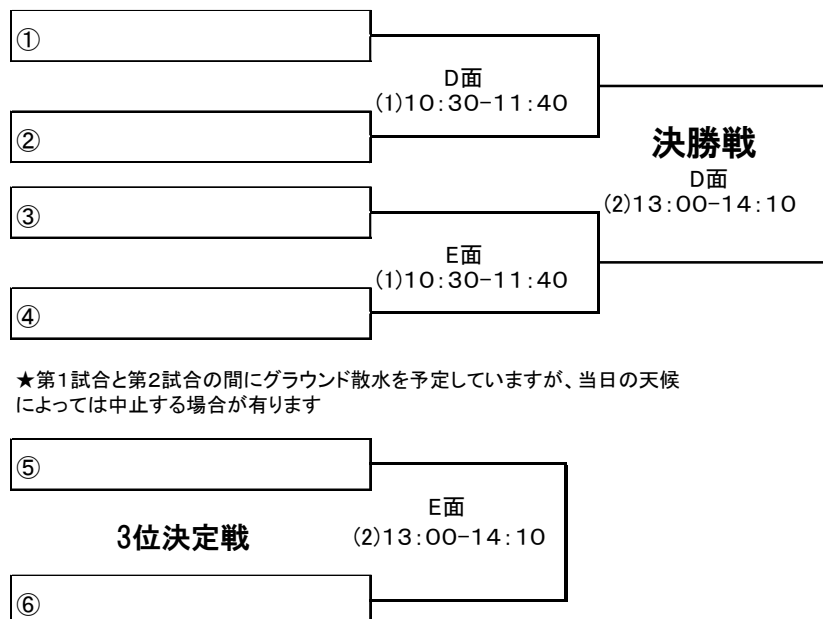 ①
D面
(1)10:30-11:40
②
決勝戦
D面
(2)13:00-14:10
③
E面
(1)10:30-11:40
④
★第1試合と第2試合の間にグラウンド散水を予定していますが、当日の天候
によっては中止する場合が有ります
⑤
E面
3位決定戦
(2)13:00-14:10
⑥